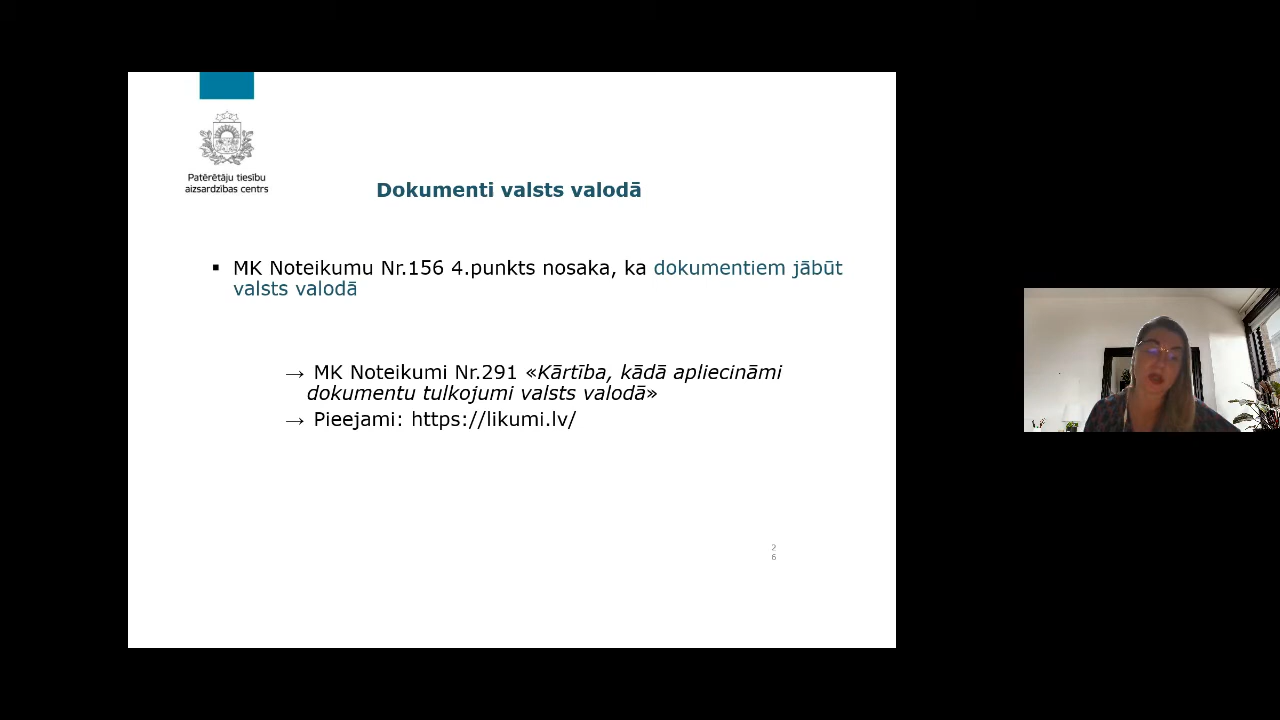 Patērētāju tiesību
aizsardzības centrs
Dokumenti valsts valodā
▪ MK Noteikumu Nr.156 4.punkts nosaka, ka dokumentiem jābūt
valsts valodā
→ MK Noteikumi Nr.291 «Kārtība, kādā apliecināmi
dokumentu tulkojumi valsts valodā»
→ Pieejami: https://likumi.lv/
2
6